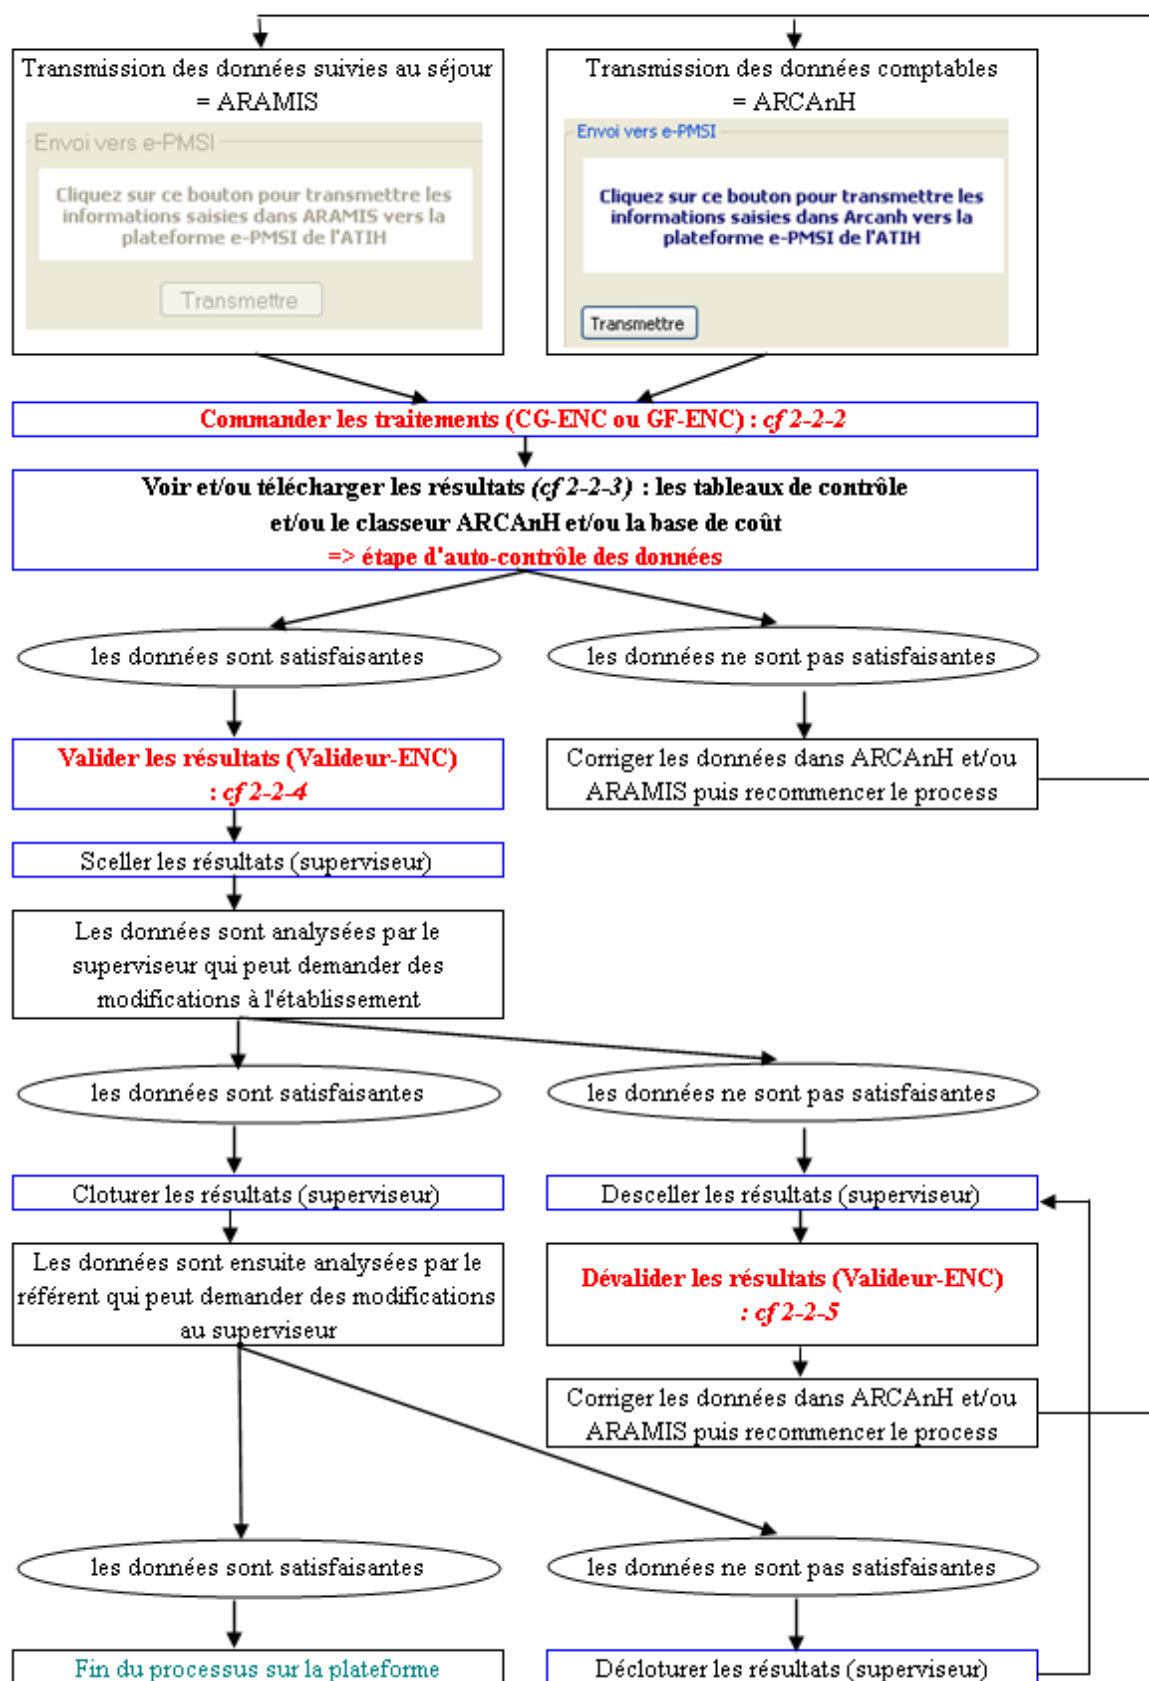 Transmission des données suivies au séjour
= ARAMIS
Envoi vers e-PMSI
Cliquez sur ce bouton pour transmettre les
informations saisies dans ARAMIS vers la
plateforme e-PMSI de l'ATIH
Transmettre
Transmission des données comptables
= ARCAnH
Envoi vers e-PMSI
Cliquez sur ce bouton pour transmettre les
informations saisies dans Arcanh vers la
plateforme e-PMSI de l'ATIH
Transmettre
Commander les traitements (CG-ENC ou GF-ENC) : cf 2-2-2
Voir et/ou télécharger les résultats (cf 2-2-3) : les tableaux de contrôle
et/ou le classeur ARCAnH et/ou la base de coût
=> étape d'auto-contrôle des données
les données sont satisfaisantes
les données ne sont pas satisfaisantes
Valider les résultats (Valideur-ENC)
: cf 2-2-4
Corriger les données dans ARCAnH et/ou
ARAMIS puis recommencer le process
Sceller les résultats (superviseur)
Les données sont analysées par le
superviseur qui peut demander des
modifications à l'établissement
les données sont satisfaisantes
les données ne sont pas satisfaisantes
Cloturer les résultats (superviseur)
Desceller les résultats (superviseur)
Les données sont ensuite analysées par le
référent qui peut demander des modifications
au superviseur
Dévalider les résultats (Valideur-ENC)
: cf 2-2-5
Corriger les données dans ARCAnH et/ou
ARAMIS puis recommencer le process
les données sont satisfaisantes
les données ne sont pas satisfaisantes
Fin du processus sur la plateforme
Décloturer les résultats (superviseur)